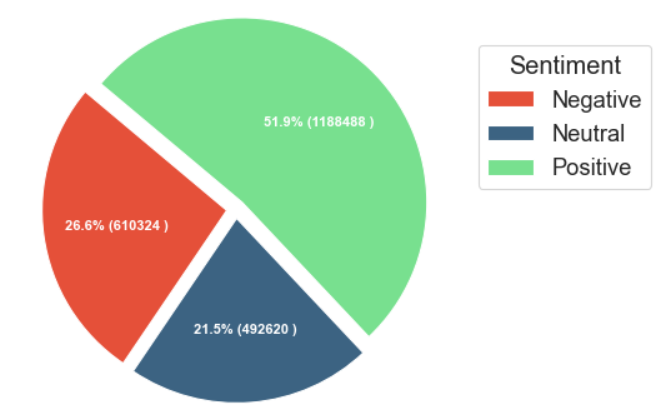 51.9% (1188488 )
26.6% (610324 )
21.5% (492620 )
Sentiment
Negative
Neutral
Positive